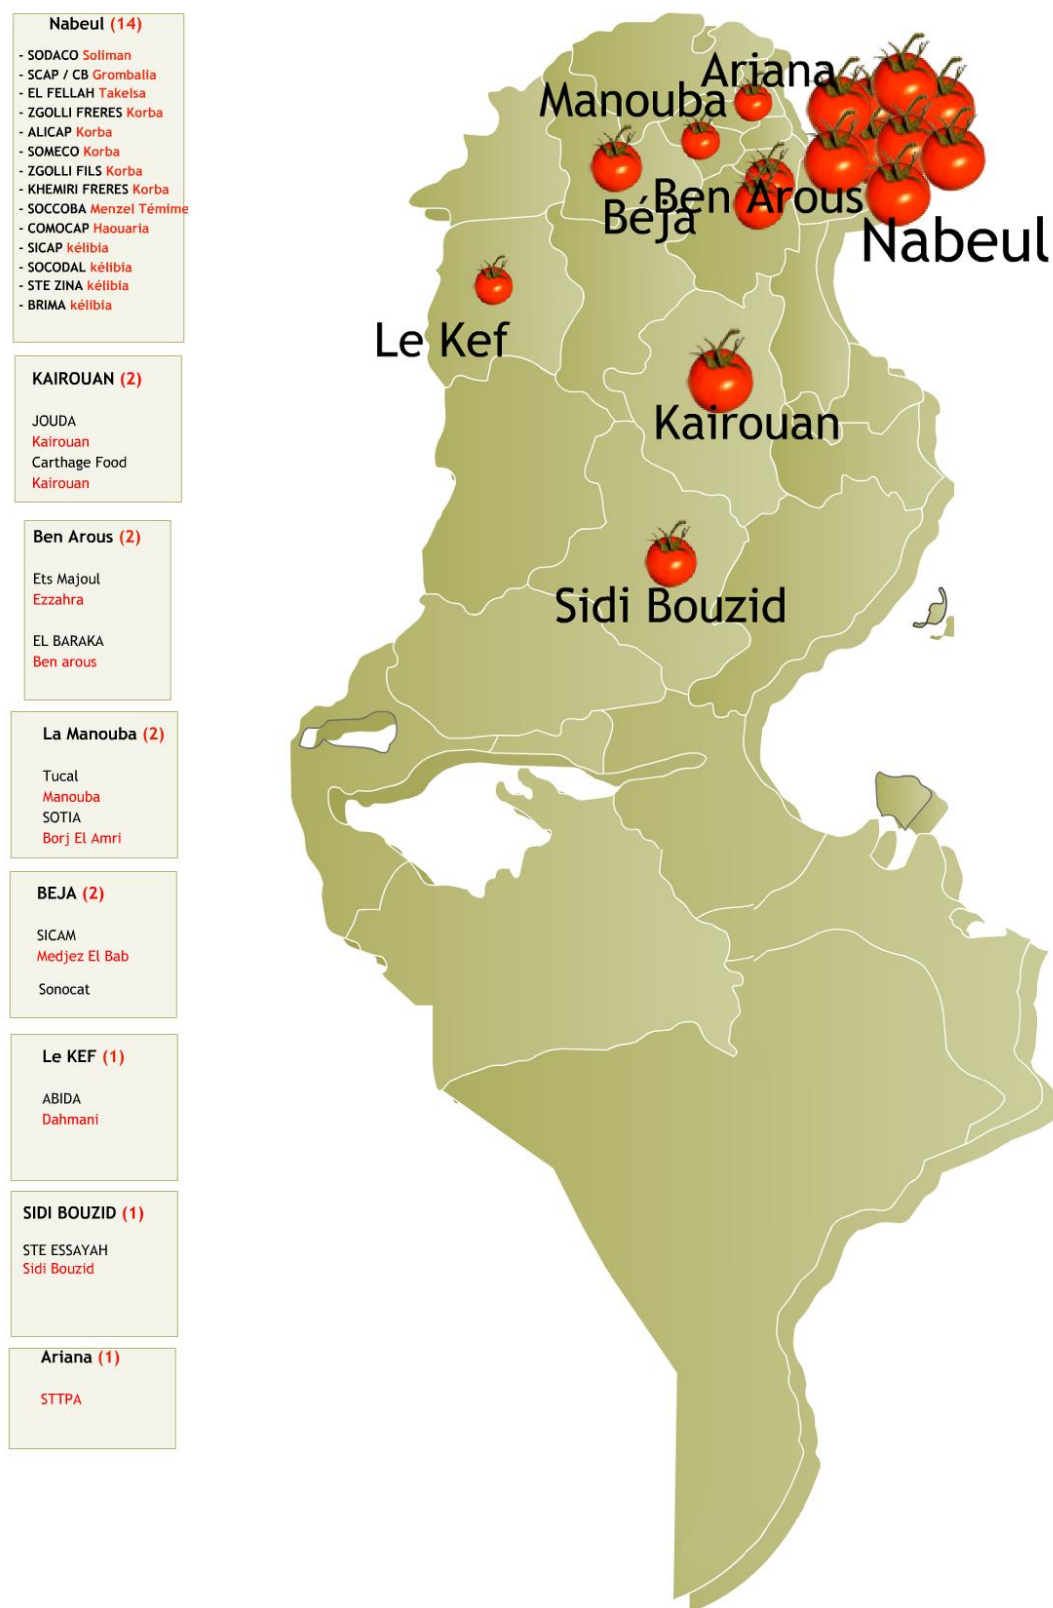 Nabeul (14)
- SODACO Soliman
- SCAP / CB Grombalia
- EL FELLAH Takelsa
- ZGOLLI FRERES Korba
- ALICAP Korba
- SOMECO Korba
- ZGOLLI FILS Korba
- KHEMIRI FRERES Korba
- SOCCOBA Menzel Témime
- COMOCAP Haouaria
- SICAP kélibia
- SOCODAL kélibia
- STE ZINA kélibia
- BRIMA kélibia
KAIROUAN (2)
JOUDA
Kairouan
Carthage Food
Kairouan
Ben Arous (2)
Ets Majoul
Ezzahra
EL BARAKA
Ben arous
La Manouba (2)
Tucal
Manouba
SOTIA
Borj El Amri
BEJA (2)
SICAM
Medjez El Bab
Sonocat
Le KEF (1)
ABIDA
Dahmani
SIDI BOUZID (1)
STE ESSAYAH
Sidi Bouzid
Ariana (1)
STTPA
Ariana
Manouba
Ben Arous
Béja
Nabeul
Le Kef
Kairouan
Sidi Bouzid